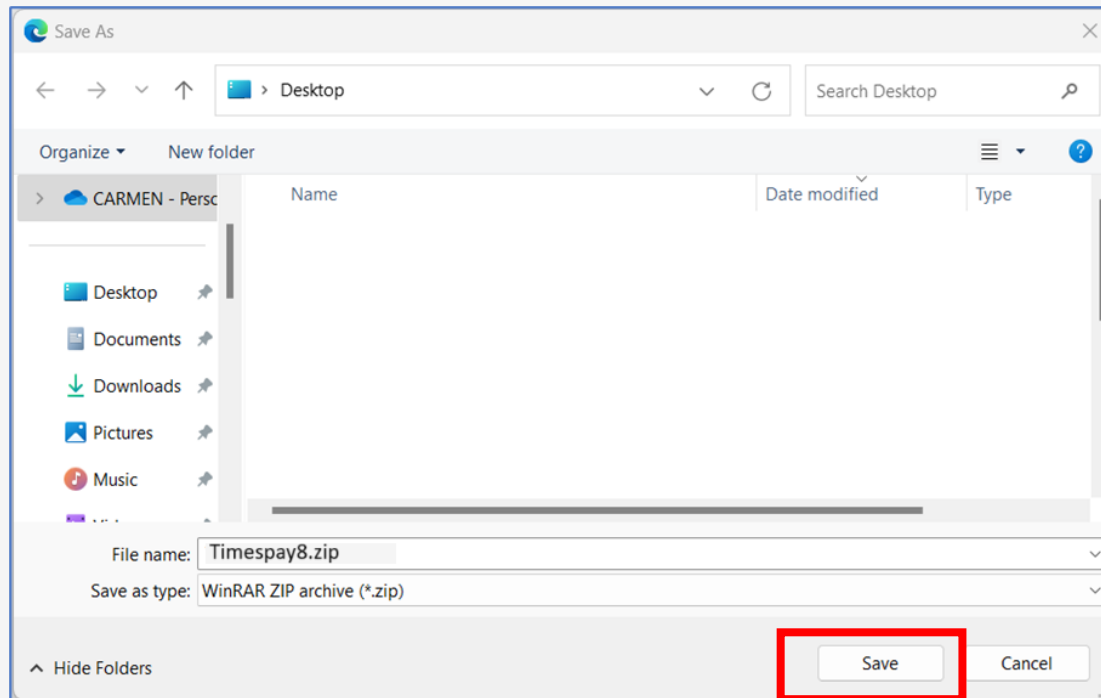 Save As
Desktop
Search Desktop
Organize New folder
CARMEN - Persc
Name Date modified Type
Desktop
Documents
Downloads
Pictures
Music
File name: Timespay8.zip
Save as type: WinRAR ZIP archive (*.zip)
Hide Folders Save Cancel